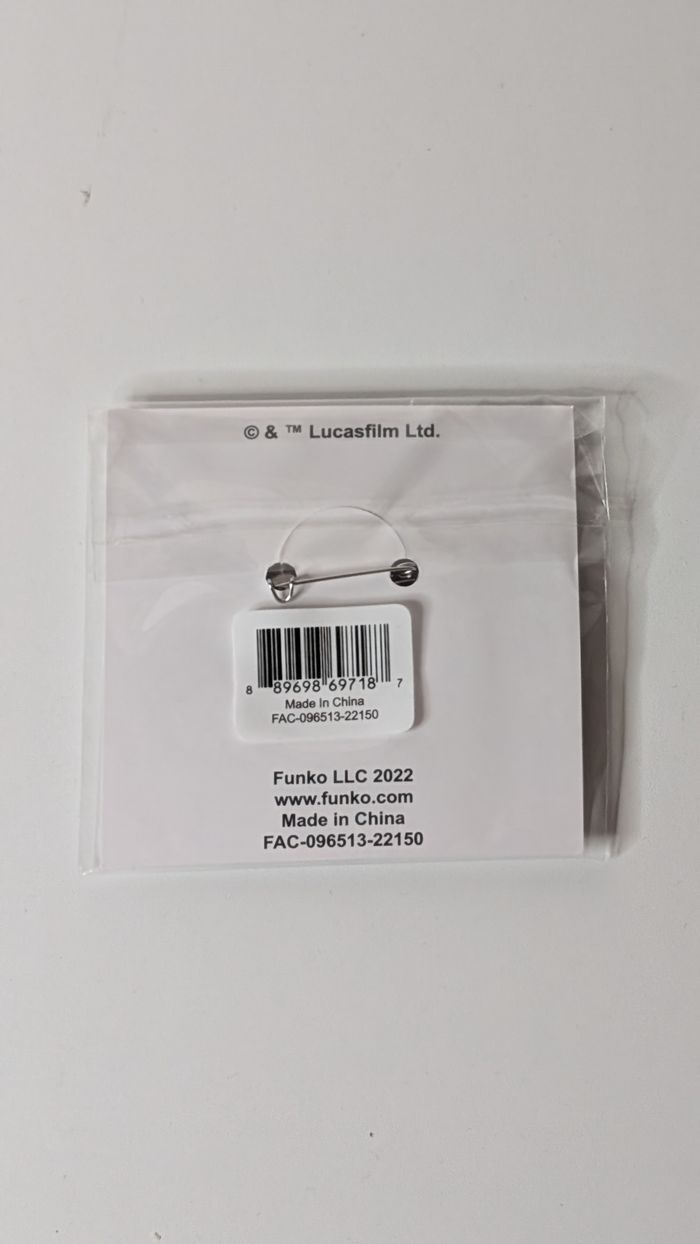 © & ™ Lucasfilm Ltd.
8 89698 69718 7
Made In China
FAC-096513-22150
Funko LLC 2022
www.funko.com
Made in China
FAC-096513-22150